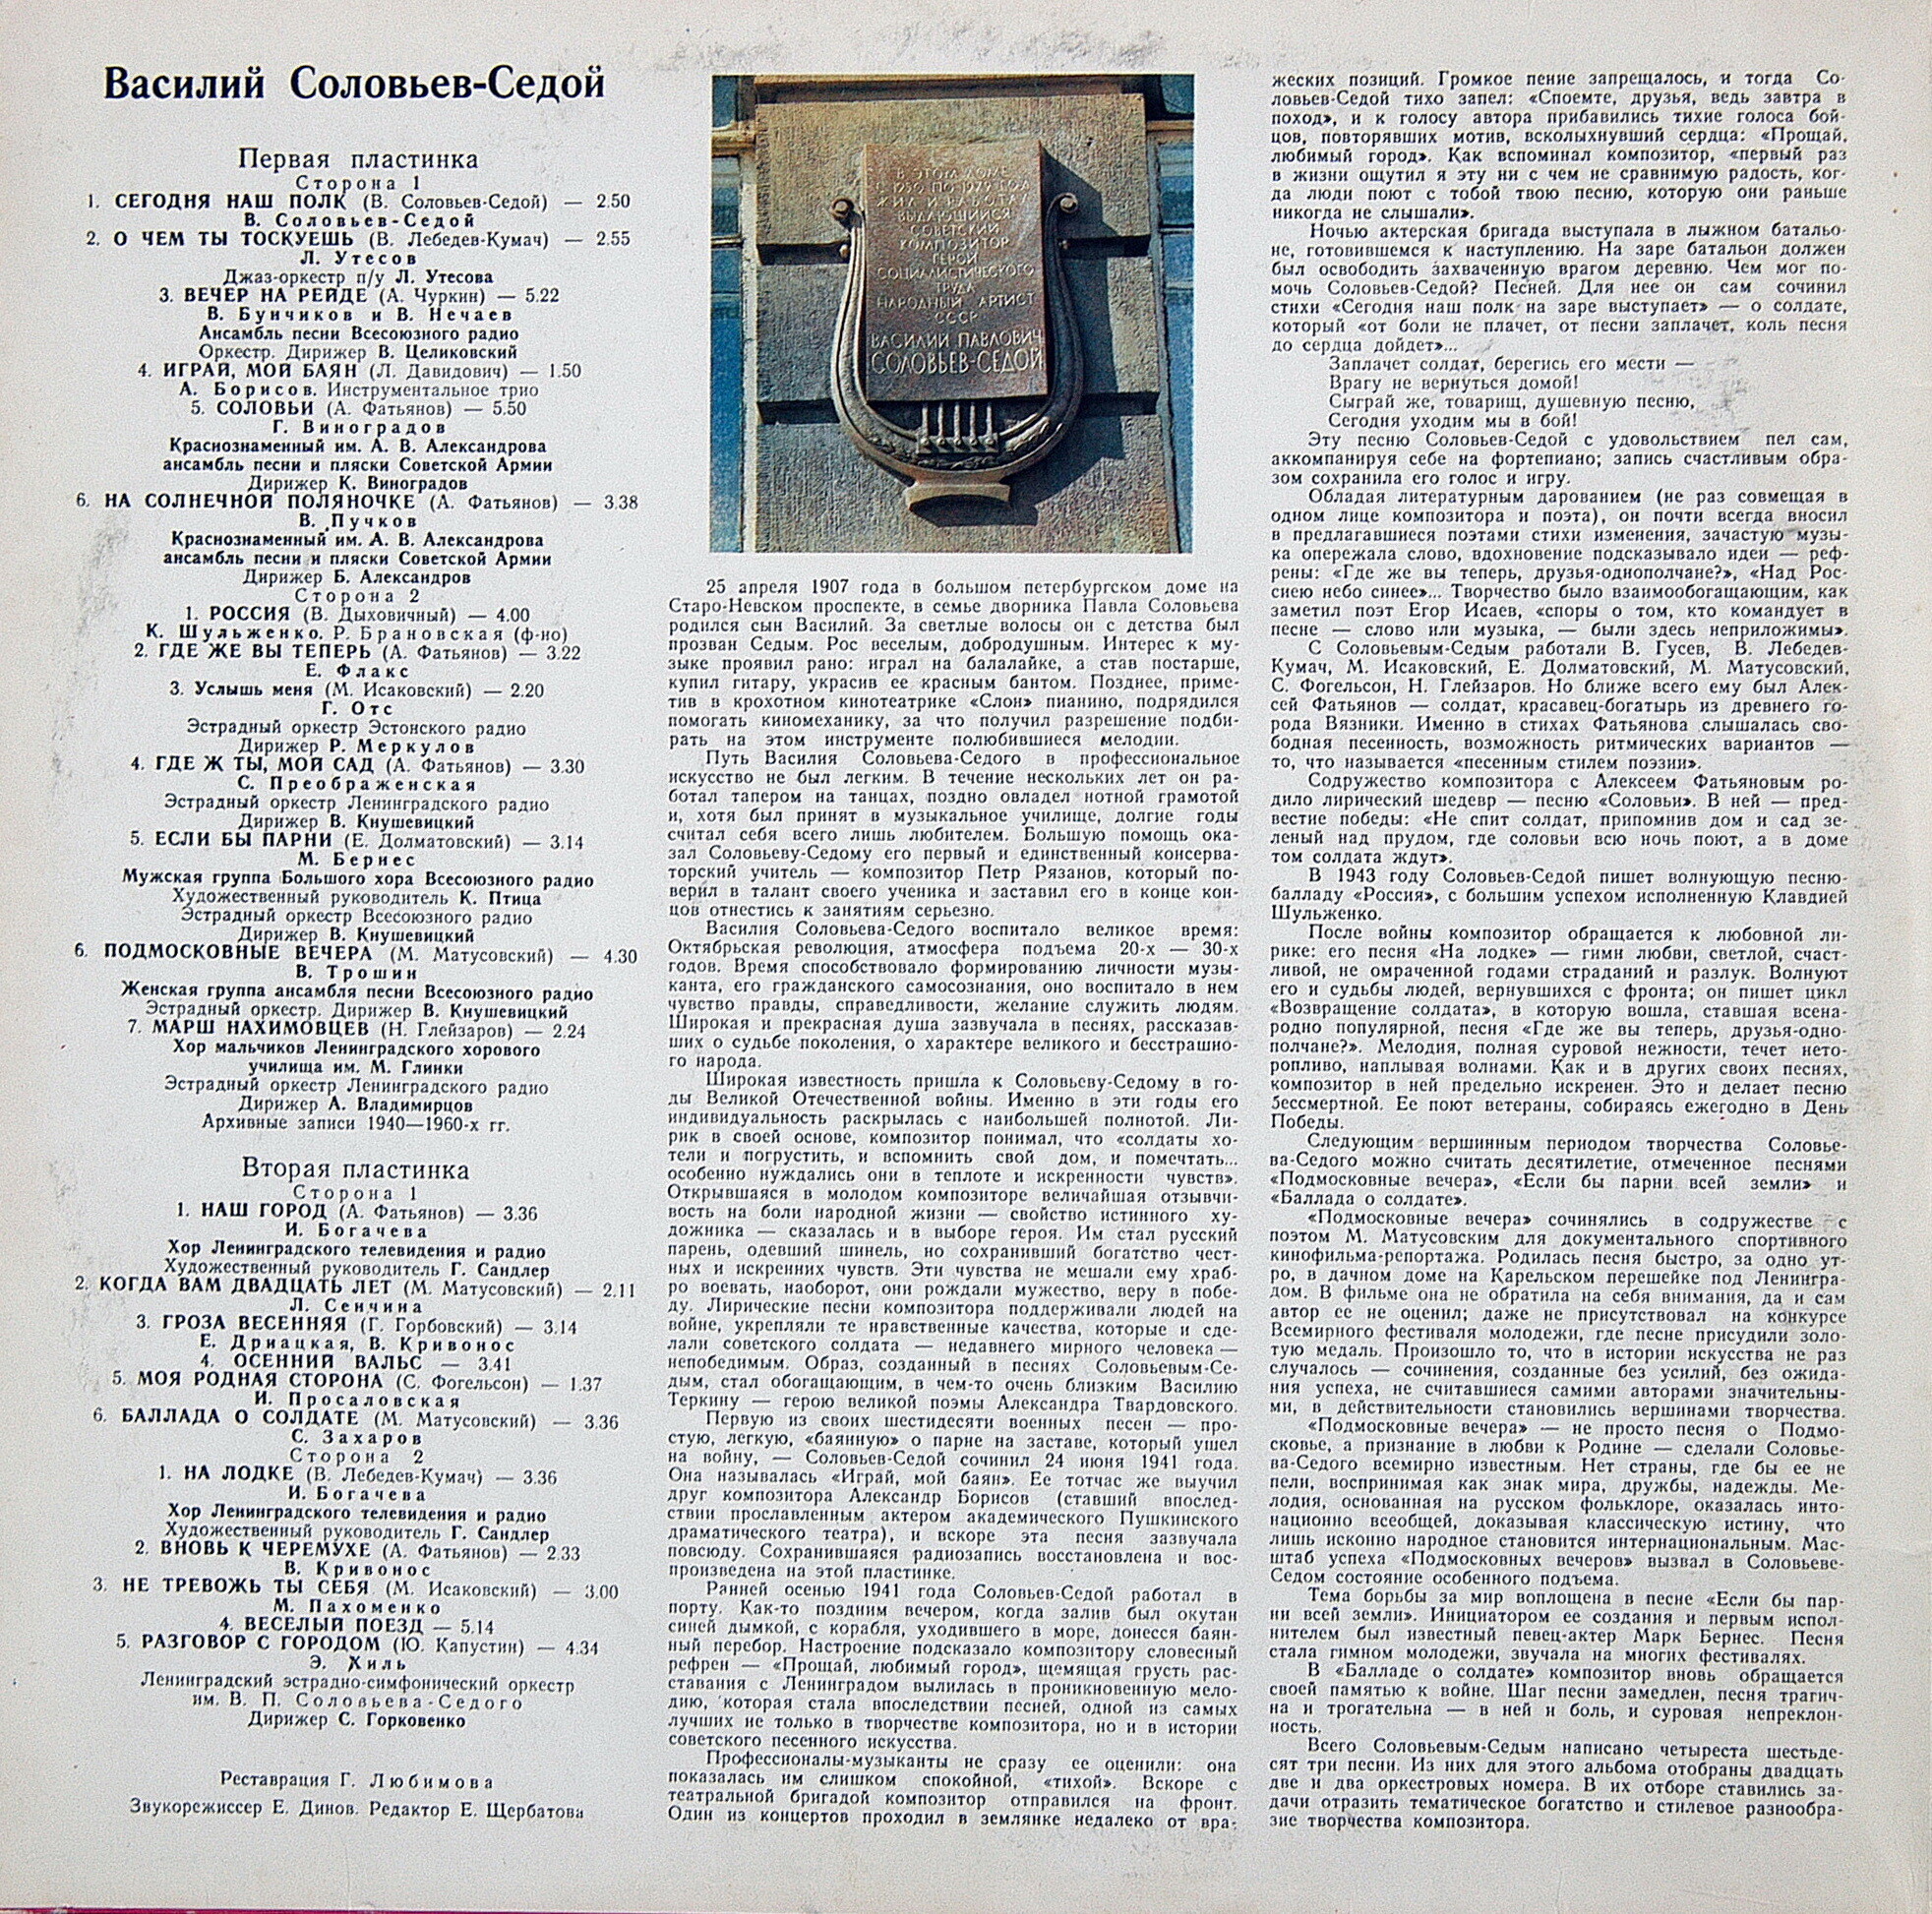 Василий Соловьев-Седой
Первая пластинка
Сторона 1
1. СЕГОДНЯ НАШ ПОЛК (В. Соловьев-Седой) — 2.50
В. Соловьев-Седой
2. О ЧЕМ ТЫ ТОСКУЕШЬ (В. Лебедев-Кумач) — 2.55
Л. Утесов
Джаз-оркестр п/у Л. Утесова
3. ВЕЧЕР НА РЕЙДЕ (А. Чуркин) — 5.22
В. Бунчиков и В. Нечаев
Ансамбль песни Всесоюзного радио
Оркестр. Дирижер В. Целиковский
4. ИГРАЙ, МОЙ БАЯН (Л. Давидович) — 1.50
А. Борисов. Инструментальное трио
5. СОЛОВЬИ (А. Фатьянов) — 5.50
Г. Виноградов
Краснознаменный им. А. В. Александрова
ансамбль песни и пляски Советской Армии
Дирижер К. Виноградов
6. НА СОЛНЕЧНОЙ ПОЛЯНОЧКЕ (А. Фатьянов) — 3.38
В. Пучков
Краснознаменный им. А. В. Александрова
ансамбль песни и пляски Советской Армии
Дирижер Б. Александров
Сторона 2
1. РОССИЯ (В. Дыховичный) — 4.00
К. Шульженко. Р. Брановская (ф-но)
2. ГДЕ ЖЕ ВЫ ТЕПЕРЬ (А. Фатьянов) — 3.22
Е. Флакс
3. Услышь меня (М. Исаковский) — 2.20
Г. Отс
Эстрадный оркестр Эстонского радио
Дирижер Р. Меркулов
4. ГДЕ Ж ТЫ, МОЙ САД (А. Фатьянов) — 3.30
С. Преображенская
Эстрадный оркестр Ленинградского радио
Дирижер В. Кнушевицкий
5. ЕСЛИ БЫ ПАРНИ (Е. Долматовский) — 3.14
М. Бернес
Мужская группа Большого хора Всесоюзного радио
Художественный руководитель К. Птица
Эстрадный оркестр Всесоюзного радио
Дирижер В. Кнушевицкий
6. ПОДМОСКОВНЫЕ ВЕЧЕРА (М. Матусовский) — 4.30
В. Трошин
Женская группа ансамбля песни Всесоюзного радио
Эстрадный оркестр. Дирижер В. Кнушевицкий
7. МАРШ НАХИМОВЦЕВ (Н. Глейзаров) — 2.24
Хор мальчиков Ленинградского хорового
училища им. М. Глинки
Эстрадный оркестр Ленинградского радио
Дирижер А. Владимирцов
Архивные записи 1940—1960-х гг.
Вторая пластинка
Сторона 1
1. НАШ ГОРОД (А. Фатьянов) — 3.36
И. Богачева
Хор Ленинградского телевидения и радио
Художественный руководитель Г. Сандлер
2. КОГДА ВАМ ДВАДЦАТЬ ЛЕТ (М. Матусовский) — 2.11
Л. Сенчина
3. ГРОЗА ВЕСЕННЯЯ (Г. Горбовский) — 3.14
Е. Дриацкая, В. Кривонос
4. ОСЕННИЙ ВАЛЬС — 3.41
5. МОЯ РОДНАЯ СТОРОНА (С. Фогельсон) — 1.37
И. Просаловская
6. БАЛЛАДА О СОЛДАТЕ (М. Матусовский) — 3.36
С. Захаров
Сторона 2
1. НА ЛОДКЕ (В. Лебедев-Кумач) — 3.36
И. Богачева
Хор Ленинградского телевидения и радио
Художественный руководитель Г. Сандлер
2. ВНОВЬ К ЧЕРЕМУХЕ (А. Фатьянов) — 2.33
В. Кривонос
3. НЕ ТРЕВОЖЬ ТЫ СЕБЯ (М. Исаковский) — 3.00
М. Пахоменко
4. ВЕСЕЛЫЙ ПОЕЗД — 5.14
5. РАЗГОВОР С ГОРОДОМ (Ю. Капустин) — 4.34
Э. Хиль
Ленинградский эстрадно-симфонический оркестр
им. В. П. Соловьева-Седого
Дирижер С. Горковенко
Реставрация Г. Любимова
Звукорежиссер Е. Динов. Редактор Е. Щербатова
В ЭТОМ ДОМЕ
С 1950 ПО 1979 ГОД
ЖИЛ И РАБОТАЛ
ВЫДАЮЩИЙСЯ
СОВЕТСКИЙ
КОМПОЗИТОР
ГЕРОЙ
СОЦИАЛИСТИЧЕСКОГО
ТРУДА
НАРОДНЫЙ АРТИСТ
СССР
ВАСИЛИЙ ПАВЛОВИЧ
СОЛОВЬЕВ-СЕДОЙ
25 апреля 1907 года в большом петербургском доме на
Старо-Невском проспекте, в семье дворника Павла Соловьева
родился сын Василий. За светлые волосы он с детства был
прозван Седым. Рос веселым, добродушным. Интерес к му-
зыке проявил рано: играл на балалайке, а став постарше,
купил гитару, украсив ее красным бантом. Позднее, приме-
тив в крохотном кинотеатрике «Слон» пианино, подрядился
помогать киномеханику, за что получил разрешение подби-
рать на этом инструменте полюбившиеся мелодии.
Путь Василия Соловьева-Седого в профессиональное
искусство не был легким. В течение нескольких лет он ра-
ботал тапером на танцах, поздно овладел нотной грамотой
и, хотя был принят в музыкальное училище, долгие годы
считал себя всего лишь любителем. Большую помощь ока-
зал Соловьеву-Седому его первый и единственный консерва-
торский учитель — композитор Петр Рязанов, который по-
верил в талант своего ученика и заставил его в конце кон-
цов отнестись к занятиям серьезно.
Василия Соловьева-Седого воспитало великое время:
Октябрьская революция, атмосфера подъема 20-х — 30-х
годов. Время способствовало формированию личности музы-
канта, его гражданского самосознания, оно воспитало в нем
чувство правды, справедливости, желание служить людям.
Широкая и прекрасная душа зазвучала в песнях, рассказав-
ших о судьбе поколения, о характере великого и бесстрашно-
го народа.
Широкая известность пришла к Соловьеву-Седому в го-
ды Великой Отечественной войны. Именно в эти годы его
индивидуальность раскрылась с наибольшей полнотой. Ли-
рик в своей основе, композитор понимал, что «солдаты хо-
тели и погрустить, и вспомнить свой дом, и помечтать...
особенно нуждались они в теплоте и искренности чувств».
Открывшаяся в молодом композиторе величайшая отзывчи-
вость на боли народной жизни — свойство истинного ху-
дожника — сказалась и в выборе героя. Им стал русский
парень, одевший шинель, но сохранивший богатство чест-
ных и искренних чувств. Эти чувства не мешали ему храб-
ро воевать, наоборот, они рождали мужество, веру в побе-
ду. Лирические песни композитора поддерживали людей на
войне, укрепляли те нравственные качества, которые и сде-
лали советского солдата — недавнего мирного человека —
непобедимым. Образ, созданный в песнях Соловьевым-Се-
дым, стал обогащающим, в чем-то очень близким Василию
Теркину — герою великой поэмы Александра Твардовского.
Первую из своих шестидесяти военных песен — про-
стую, легкую, «баянную» о парне на заставе, который ушел
на войну, — Соловьев-Седой сочинил 24 июня 1941 года.
Она называлась «Играй, мой баян». Ее тотчас же выучил
друг композитора Александр Борисов (ставший впослед-
ствии прославленным актером академического Пушкинского
драматического театра), и вскоре эта песня зазвучала
повсюду. Сохранившаяся радиозапись восстановлена и вос-
произведена на этой пластинке.
Ранней осенью 1941 года Соловьев-Седой работал в
порту. Как-то поздним вечером, когда залив был окутан
синей дымкой, с корабля, уходившего в море, донесся баян-
ный перебор. Настроение подсказало композитору словесный
рефрен — «Прощай, любимый город», щемящая грусть рас-
ставания с Ленинградом вылилась в проникновенную мело-
дию, которая стала впоследствии песней, одной из самых
лучших не только в творчестве композитора, но и в истории
советского песенного искусства.
Профессионалы-музыканты не сразу ее оценили: она
показалась им слишком спокойной, «тихой». Вскоре с
театральной бригадой композитор отправился на фронт.
Один из концертов проходил в землянке недалеко от вра-
жеских позиций. Громкое пение запрещалось, и тогда Со-
ловьев-Седой тихо запел: «Споемте, друзья, ведь завтра в
поход», и к голосу автора прибавились тихие голоса бой-
цов, повторявших мотив, всколыхнувший сердца: «Прощай,
любимый город». Как вспоминал композитор, «первый раз
в жизни ощутил я эту ни с чем не сравнимую радость, ког-
да люди поют с тобой твою песню, которую они раньше
никогда не слышали».
Ночью актерская бригада выступала в лыжном батальо-
не, готовившемся к наступлению. На заре батальон должен
был освободить захваченную врагом деревню. Чем мог по-
мочь Соловьев-Седой? Песней. Для нее он сам сочинил
стихи «Сегодня наш полк на заре выступает» — о солдате,
который «от боли не плачет, от песни заплачет, коль песня
до сердца дойдет»...
Заплачет солдат, берегись его мести —
Врагу не вернуться домой!
Сыграй же, товарищ, душевную песню,
Сегодня уходим мы в бой!
Эту песню Соловьев-Седой с удовольствием пел сам,
аккомпанируя себе на фортепиано; запись счастливым обра-
зом сохранила его голос и игру.
Обладая литературным дарованием (не раз совмещая в
одном лице композитора и поэта), он почти всегда вносил
в предлагавшиеся поэтами стихи изменения, зачастую музы-
ка опережала слово, вдохновение подсказывало идеи — реф-
рены: «Где же вы теперь, друзья-однополчане?», «Над Рос-
сиею небо синее»... Творчество было взаимообогащающим, как
заметил поэт Егор Исаев, «споры о том, кто командует в
песне — слово или музыка, — были здесь неприложимы».
С Соловьевым-Седым работали В. Гусев, В. Лебедев-
Кумач, М. Исаковский, Е. Долматовский, М. Матусовский,
С. Фогельсон, Н. Глейзаров. Но ближе всего ему был Алек-
сей Фатьянов — солдат, красавец-богатырь из древнего го-
рода Вязники. Именно в стихах Фатьянова слышалась сво-
бодная песенность, возможность ритмических вариантов —
то, что называется «песенным стилем поэзии».
Содружество композитора с Алексеем Фатьяновым ро-
дило лирический шедевр — песню «Соловьи». В ней — пред-
вестие победы: «Не спит солдат, припомнив дом и сад зе-
леный над прудом, где соловьи всю ночь поют, а в доме
том солдата ждут».
В 1943 году Соловьев-Седой пишет волнующую песню-
балладу «Россия», с большим успехом исполненную Клавдией
Шульженко.
После войны композитор обращается к любовной ли-
рике: его песня «На лодке» — гимн любви, светлой, счаст-
ливой, не омраченной годами страданий и разлук. Волнуют
его и судьбы людей, вернувшихся с фронта; он пишет цикл
«Возвращение солдата», в которую вошла, ставшая всена-
родно популярной, песня «Где же вы теперь, друзья-одно-
полчане?». Мелодия, полная суровой нежности, течет нето-
ропливо, наплывая волнами. Как и в других своих песнях,
композитор в ней предельно искренен. Это и делает песню
бессмертной. Ее поют ветераны, собираясь ежегодно в День
Победы.
Следующим вершинным периодом творчества Соловье-
ва-Седого можно считать десятилетие, отмеченное песнями
«Подмосковные вечера», «Если бы парни всей земли» и
«Баллада о солдате».
«Подмосковные вечера» сочинялись в содружестве с
поэтом М. Матусовским для документального спортивного
кинофильма-репортажа. Родилась песня быстро, за одно ут-
ро, в дачном доме на Карельском перешейке под Ленингра-
дом. В фильме она не обратила на себя внимания, да и сам
автор ее не оценил; даже не присутствовал на конкурсе
Всемирного фестиваля молодежи, где песне присудили золо-
тую медаль. Произошло то, что в истории искусства не раз
случалось — сочинения, созданные без усилий, без ожида-
ния успеха, не считавшиеся самими авторами значительны-
ми, в действительности становились вершинами творчества.
«Подмосковные вечера» — не просто песня о Подмо-
сковье, а признание в любви к Родине — сделали Соловье-
ва-Седого всемирно известным. Нет страны, где бы ее не
пели, воспринимая как знак мира, дружбы, надежды. Ме-
лодия, основанная на русском фольклоре, оказалась инто-
национно всеобщей, доказывая классическую истину, что
лишь исконно народное становится интернациональным. Мас-
штаб успеха «Подмосковных вечеров» вызвал в Соловьеве-
Седом состояние особенного подъема.
Тема борьбы за мир воплощена в песне «Если бы пар-
ни всей земли». Инициатором ее создания и первым испол-
нителем был известный певец-актер Марк Бернес. Песня
стала гимном молодежи, звучала на многих фестивалях.
В «Балладе о солдате» композитор вновь обращается
своей памятью к войне. Шаг песни замедлен, песня трагич-
на и трогательна — в ней и боль, и суровая непреклон-
ность.
Всего Соловьевым-Седым написано четыреста шестьде-
сят три песни. Из них для этого альбома отобраны двадцать
две и два оркестровых номера. В их отборе ставились за-
дачи отразить тематическое богатство и стилевое разнообра-
зие творчества композитора.